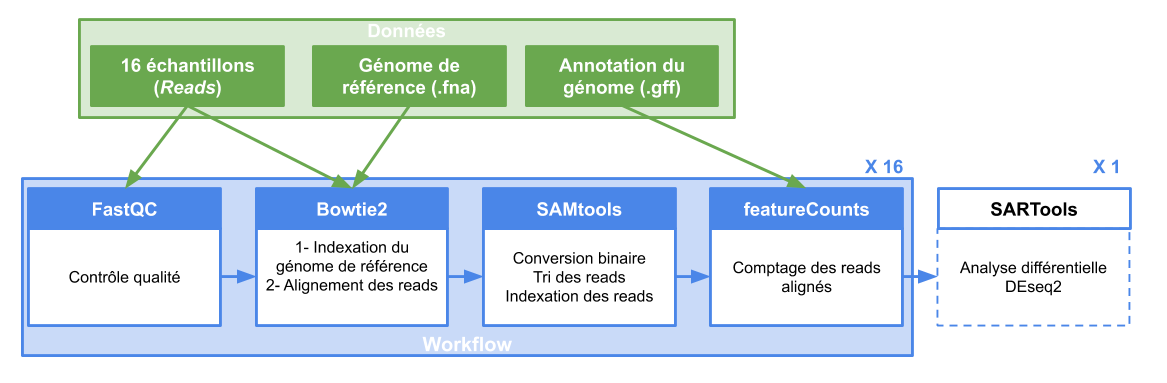 Données
16 échantillons
(Reads)
Génome de
référence (.fna)
Annotation du
génome (.gff)
X 16
X 1
FastQC
Contrôle qualité
Bowtie2
1- Indexation du
génome de référence
2- Alignement des reads
SAMtools
Conversion binaire
Tri des reads
Indexation des reads
featureCounts
Comptage des reads
alignés
SARTools
Analyse différentielle
DEseq2
Workflow